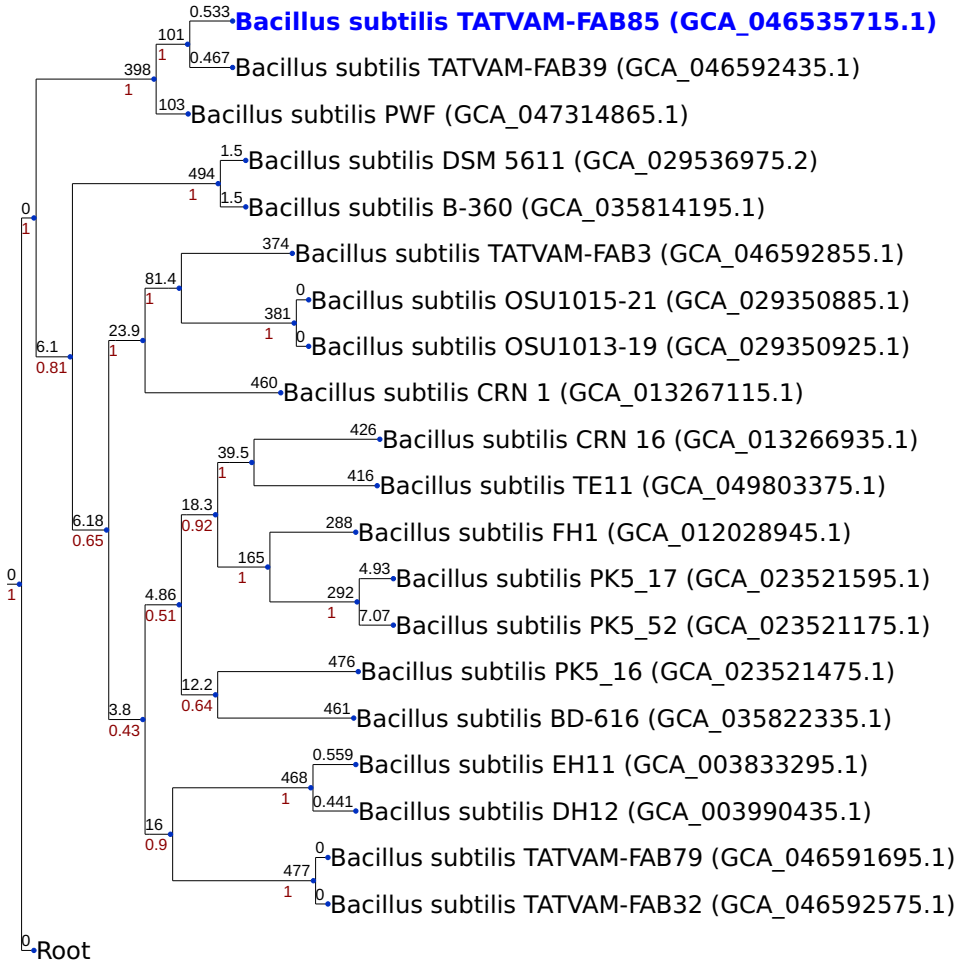 0.533
Bacillus subtilis TATVAM-FAB85 (GCA_046535715.1)
101
1
0.467
Bacillus subtilis TATVAM-FAB39 (GCA_046592435.1)
398
1
103
Bacillus subtilis PWF (GCA_047314865.1)
1.5
Bacillus subtilis DSM 5611 (GCA_029536975.2)
494
1
1.5
Bacillus subtilis B-360 (GCA_035814195.1)
0
1
374
Bacillus subtilis TATVAM-FAB3 (GCA_046592855.1)
81.4
1
0
Bacillus subtilis OSU1015-21 (GCA_029350885.1)
381
1
23.9
1
0
Bacillus subtilis OSU1013-19 (GCA_029350925.1)
6.1
0.81
460
Bacillus subtilis CRN 1 (GCA_013267115.1)
426
Bacillus subtilis CRN 16 (GCA_013266935.1)
39.5
1
416
Bacillus subtilis TE11 (GCA_049803375.1)
18.3
0.92
6.18
0.65
288
Bacillus subtilis FH1 (GCA_012028945.1)
165
1
0
1
4.93
Bacillus subtilis PK5_17 (GCA_023521595.1)
292
1
4.86
0.51
7.07
Bacillus subtilis PK5_52 (GCA_023521175.1)
476
Bacillus subtilis PK5_16 (GCA_023521475.1)
12.2
0.64
3.8
0.43
461
Bacillus subtilis BD-616 (GCA_035822335.1)
0.559
Bacillus subtilis EH11 (GCA_003833295.1)
468
1
0.441
Bacillus subtilis DH12 (GCA_003990435.1)
16
0.9
0
Bacillus subtilis TATVAM-FAB79 (GCA_046591695.1)
477
1
0
Bacillus subtilis TATVAM-FAB32 (GCA_046592575.1)
0
Root